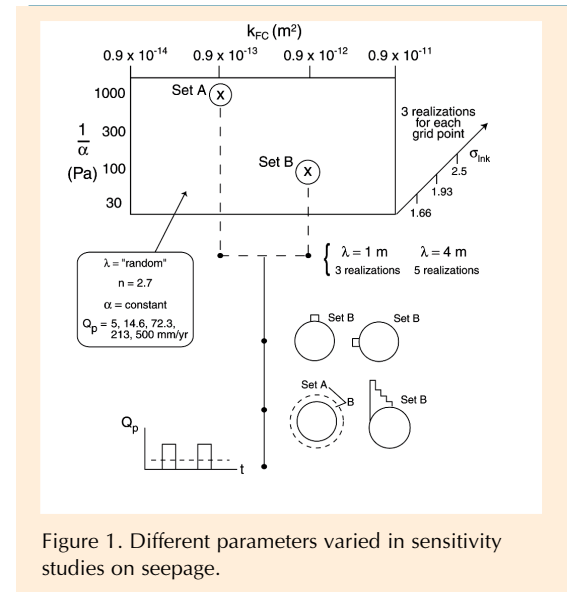 k_FC (m²)
0.9 x 10⁻¹⁴ 0.9 x 10⁻¹³ 0.9 x 10⁻¹² 0.9 x 10⁻¹¹
1000
Set A
X
3 realizations
for each
grid point
300
1
α
(Pa)
Set B
X
100
σ_lnk
2.5
1.93
1.66
30
λ = "random"
n = 2.7
α = constant
Q_p = 5, 14.6, 72.3,
213, 500 mm/yr
{ λ = 1 m λ = 4 m
3 realizations 5 realizations
Set B Set B
Set A
B
Set B
Q_p
t
Figure 1. Different parameters varied in sensitivity
studies on seepage.